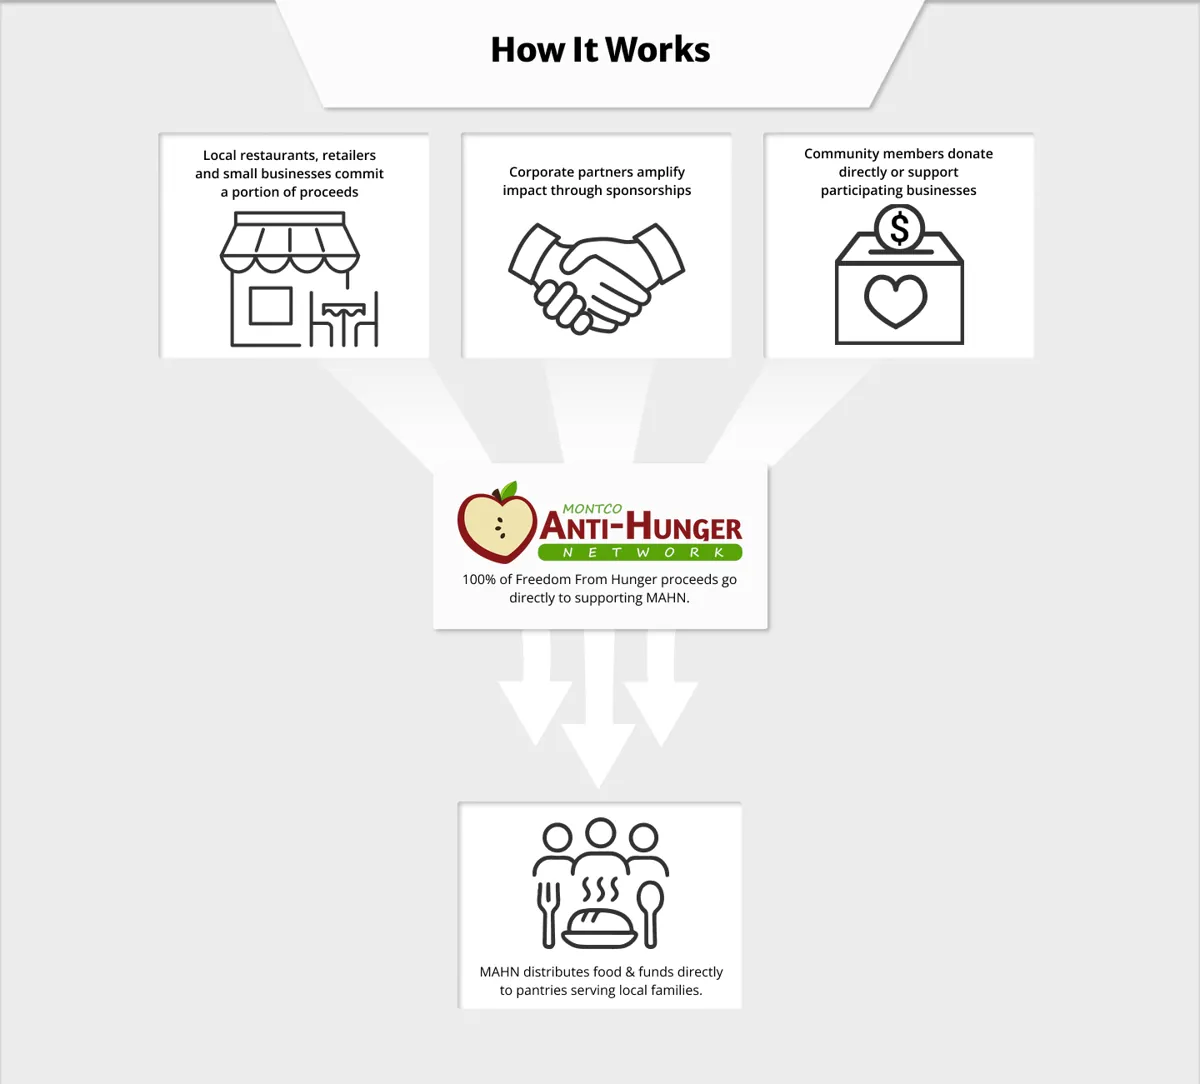 How It Works
Local restaurants, retailers
and small businesses commit
a portion of proceeds
Corporate partners amplify
impact through sponsorships
Community members donate
directly or support
participating businesses
$
MONTCO
ANTI-HUNGER
NETWORK
100% of Freedom From Hunger proceeds go
directly to supporting MAHN.
MAHN distributes food & funds directly
to pantries serving local families.